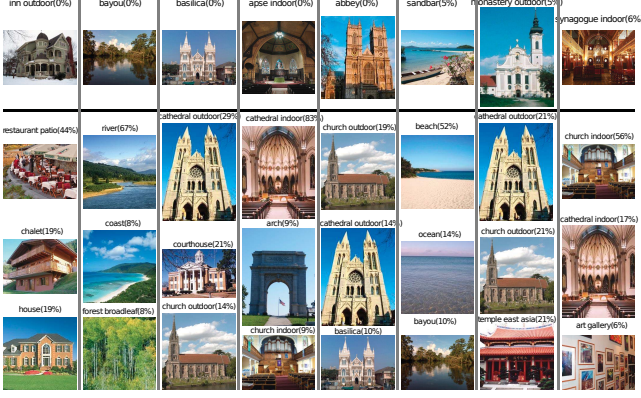 inn outdoor(0%)
bayou(0%)
basilica(0%)
apse indoor(0%)
abbey(0%)
sandbar(5%)
monastery outdoor(5%)
synagogue indoor(6%
restaurant patio(44%)
river(67%)
cathedral outdoor(29%)
cathedral indoor(83%)
church outdoor(19%)
beach(52%)
cathedral outdoor(21%)
church indoor(56%)
chalet(19%)
coast(8%)
courthouse(21%)
arch(9%)
cathedral outdoor(14%)
ocean(14%)
church outdoor(21%)
cathedral indoor(17%)
house(19%)
forest broadleaf(8%)
church outdoor(14%)
church indoor(9%)
basilica(10%)
bayou(10%)
temple east asia(21%)
art gallery(6%)